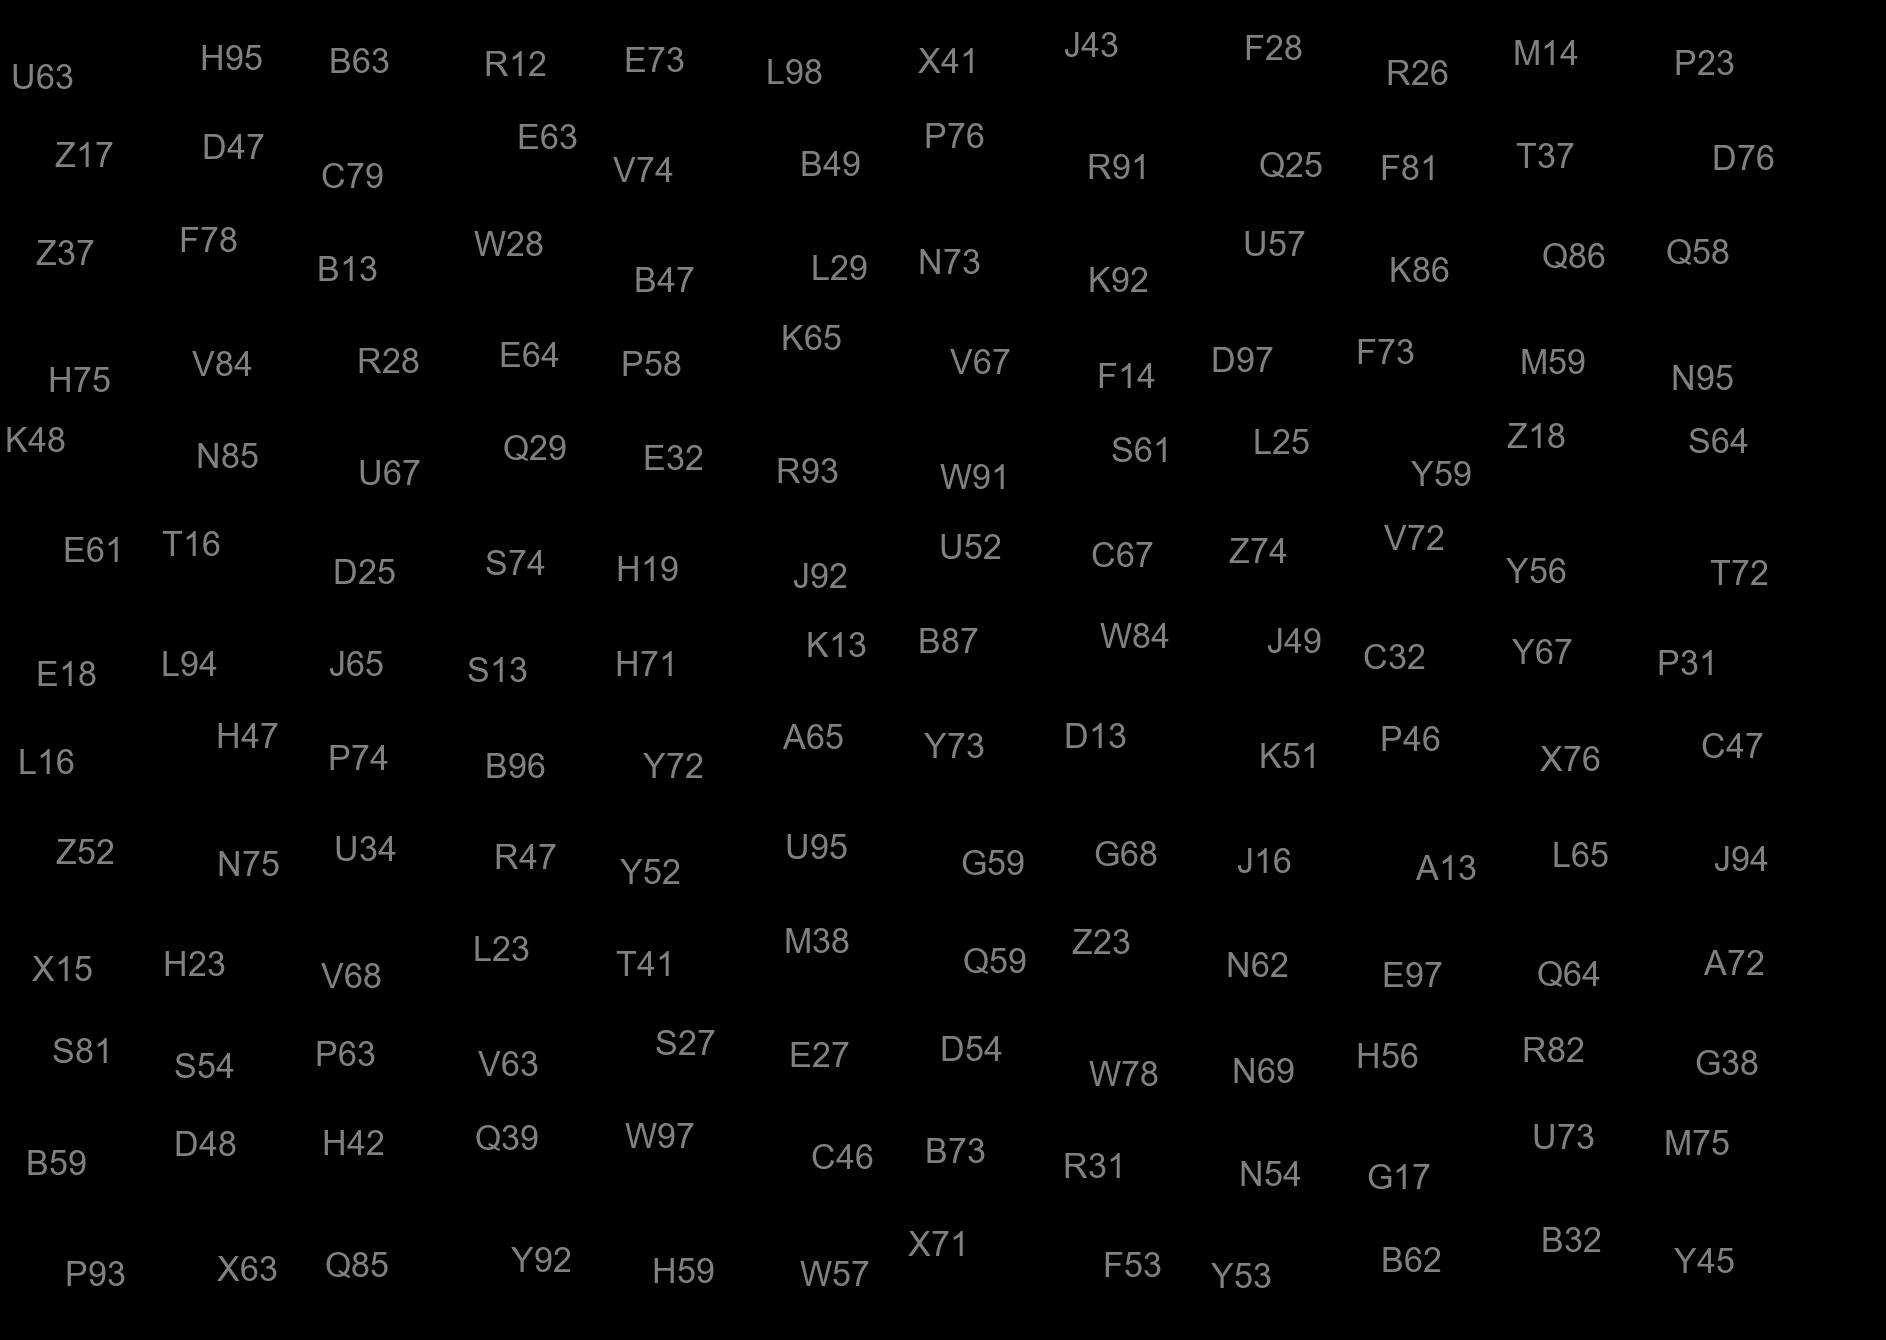 U63 H95 B63 R12 E73 L98 X41 J43 F28 R26 M14 P23
Z17 D47 C79 E63 V74 B49 P76 R91 Q25 F81 T37 D76
Z37 F78 B13 W28 B47 L29 N73 K92 U57 K86 Q86 Q58
H75 V84 R28 E64 P58 K65 V67 F14 D97 F73 M59 N95
K48 N85 U67 Q29 E32 R93 W91 S61 L25 Y59 Z18 S64
E61 T16 D25 S74 H19 J92 U52 C67 Z74 V72 Y56 T72
E18 L94 J65 S13 H71 K13 B87 W84 J49 C32 Y67 P31
L16 H47 P74 B96 Y72 A65 Y73 D13 K51 P46 X76 C47
Z52 N75 U34 R47 Y52 U95 G59 G68 J16 A13 L65 J94
X15 H23 V68 L23 T41 M38 Q59 Z23 N62 E97 Q64 A72
S81 S54 P63 V63 S27 E27 D54 W78 N69 H56 R82 G38
B59 D48 H42 Q39 W97 C46 B73 R31 N54 G17 U73 M75
P93 X63 Q85 Y92 H59 W57 X71 F53 Y53 B62 B32 Y45